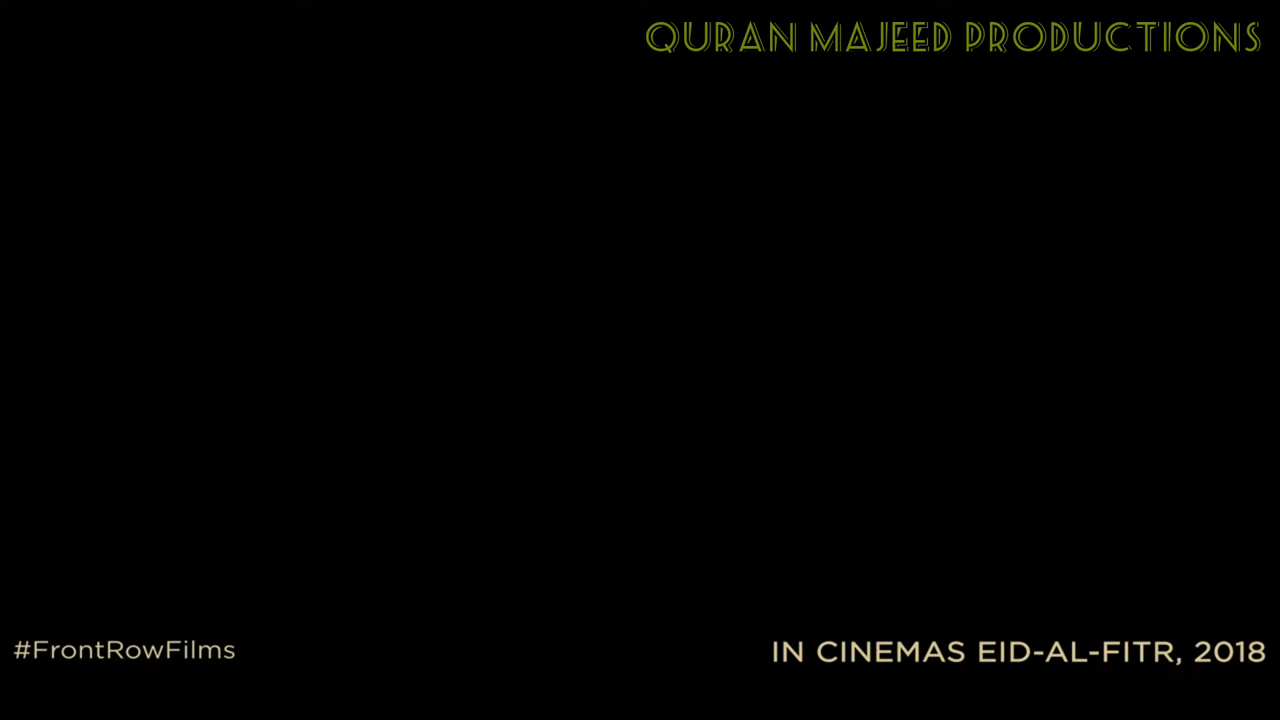 QURAN MAJEED PRODUCTIONS
#FrontRowFilms
IN CINEMAS EID-AL-FITR, 2018